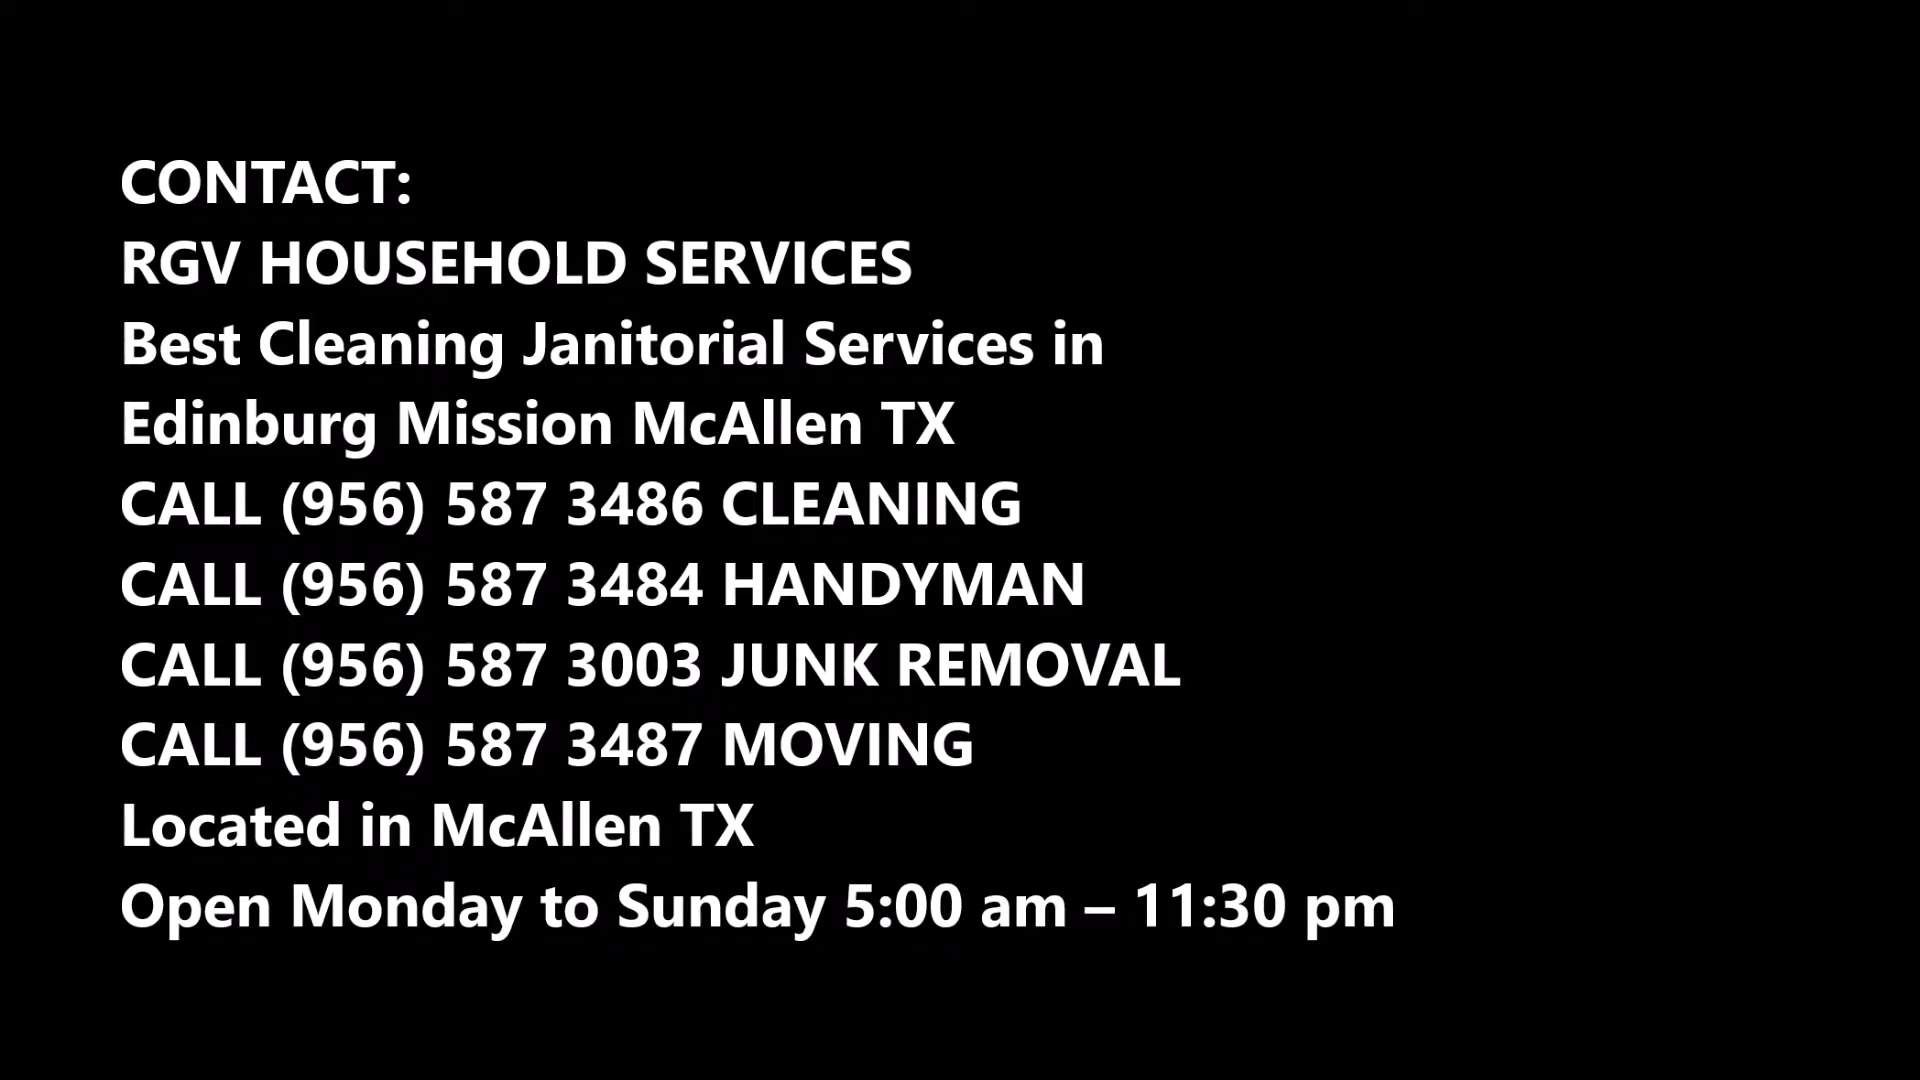 CONTACT:
RGV HOUSEHOLD SERVICES
Best Cleaning Janitorial Services in
Edinburg Mission McAllen TX
CALL (956) 587 3486 CLEANING
CALL (956) 587 3484 HANDYMAN
CALL (956) 587 3003 JUNK REMOVAL
CALL (956) 587 3487 MOVING
Located in McAllen TX
Open Monday to Sunday 5:00 am – 11:30 pm